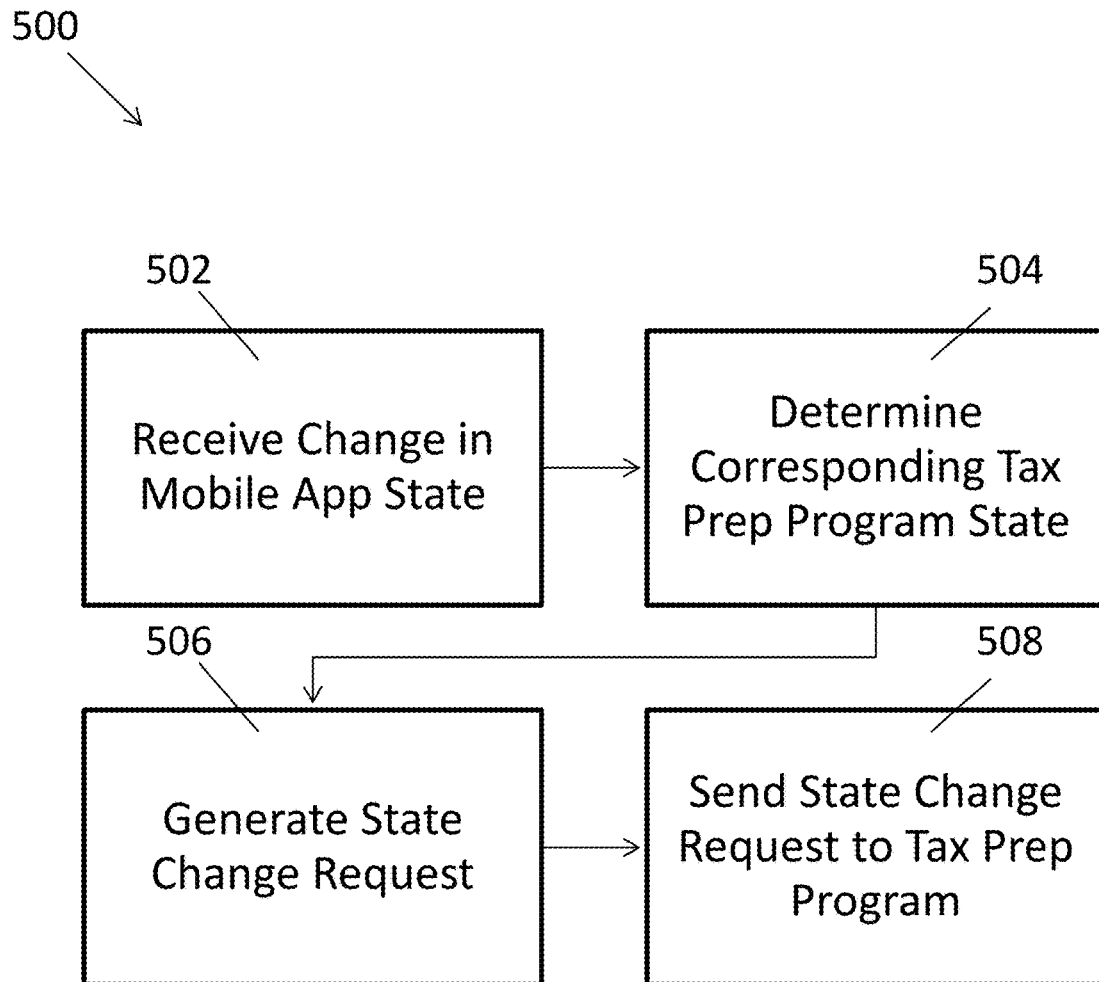 500
502
Receive Change in
Mobile App State
504
Determine
Corresponding Tax
Prep Program State
506
Generate State
Change Request
508
Send State Change
Request to Tax Prep
Program